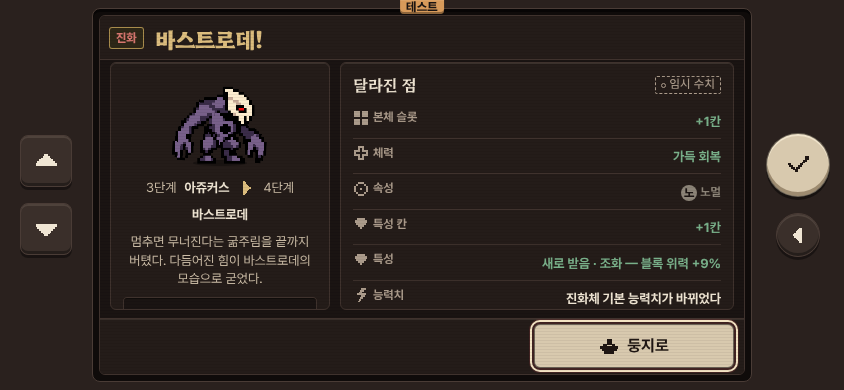 테스트
진화 바스트로데!
3단계 아쥬커스 4단계
바스트로데
멈추면 무너진다는 굶주림을 끝까지
버텼다. 다듬어진 힘이 바스트로데의
모습으로 굳었다.
달라진 점 임시 수치
본체 슬롯 +1칸
체력 가득 회복
속성 노 노멀
특성 칸 +1칸
특성 새로 받음 · 조화 — 블록 위력 +9%
능력치 진화체 기본 능력치가 바뀌었다
둥지로